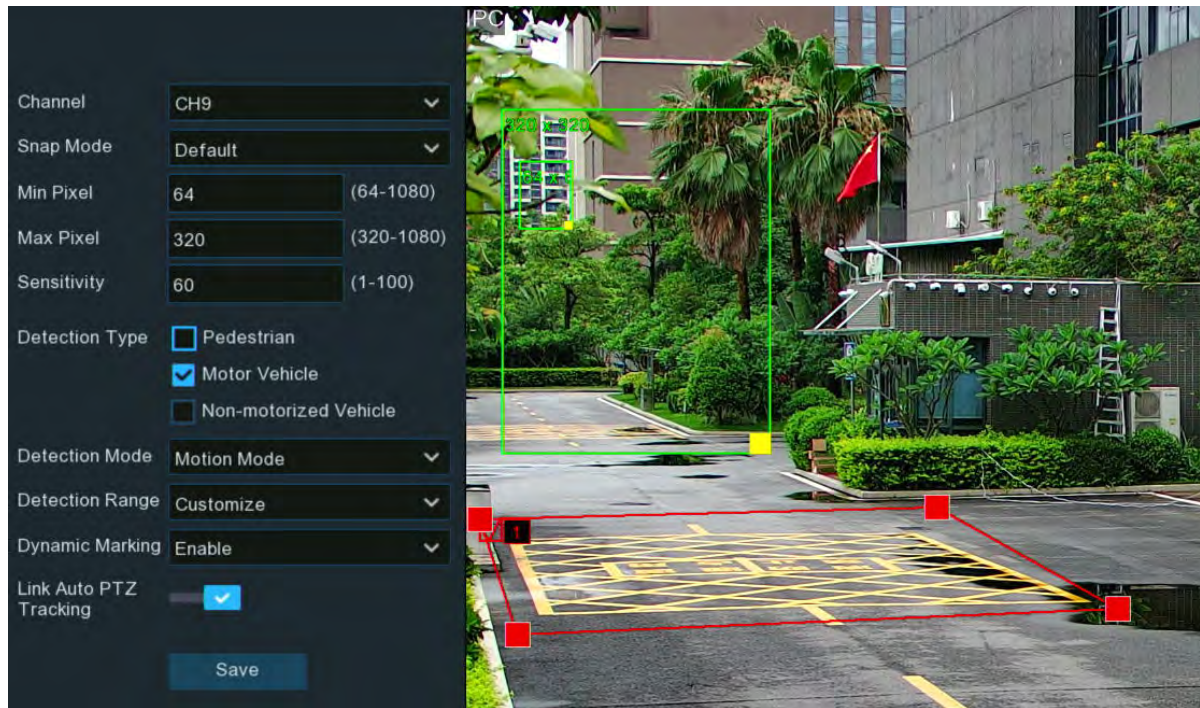 IPC
Channel CH9
Snap Mode Default
Min Pixel 64 (64-1080)
Max Pixel 320 (320-1080)
Sensitivity 60 (1-100)
Detection Type Pedestrian
Motor Vehicle
Non-motorized Vehicle
Detection Mode Motion Mode
Detection Range Customize
Dynamic Marking Enable
Link Auto PTZ
Tracking
Save
320 x 320
64 x
1